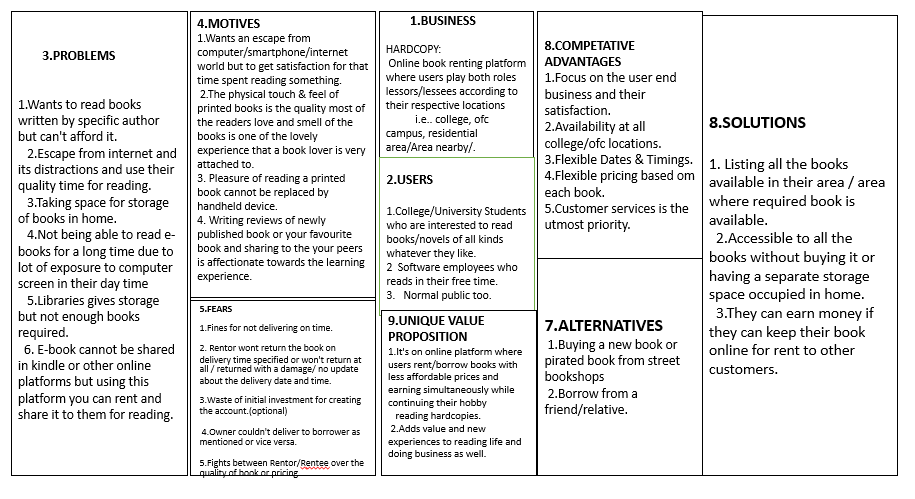 3.PROBLEMS
1.Wants to read books
written by specific author
but can't afford it.
2.Escape from internet and
its distractions and use their
quality time for reading.
3.Taking space for storage
of books in home.
4.Not being able to read e-
books for a long time due to
lot of exposure to computer
screen in their day time
5.Libraries gives storage
but not enough books
required.
6. E-book cannot be shared
in kindle or other online
platforms but using this
platform you can rent and
share it to them for reading.
4.MOTIVES
1.Wants an escape from
computer/smartphone/internet
world but to get satisfaction for that
time spent reading something.
2.The physical touch & feel of
printed books is the quality most of
the readers love and smell of the
books is one of the lovely
experience that a book lover is very
attached to.
3. Pleasure of reading a printed
book cannot be replaced by
handheld device.
4. Writing reviews of newly
published book or your favourite
book and sharing to the your peers
is affectionate towards the learning
experience.
5.FEARS
1.Fines for not delivering on time.
2. Rentor wont return the book on
delivery time specified or won't return at
all / returned with a damage/ no update
about the delivery date and time.
3.Waste of initial investment for creating
the account.(optional)
4.Owner couldn't deliver to borrower as
mentioned or vice versa.
5.Fights between Rentor/Rentee over the
quality of book or pricing
1.BUSINESS
HARDCOPY:
Online book renting platform
where users play both roles
lessors/lessees according to
their respective locations
i.e.. college, ofc
campus, residential
area/Area nearby/.
2.USERS
1.College/University Students
who are interested to read
books/novels of all kinds
whatever they like.
2 Software employees who
reads in their free time.
3. Normal public too.
9.UNIQUE VALUE
PROPOSITION
1.It's on online platform where
users rent/borrow books with
less affordable prices and
earning simultaneously while
continuing their hobby
reading hardcopies.
2.Adds value and new
experiences to reading life and
doing business as well.
8.COMPETATIVE
ADVANTAGES
1.Focus on the user end
business and their
satisfaction.
2.Availability at all
college/ofc locations.
3.Flexible Dates & Timings.
4.Flexible pricing based om
each book.
5.Customer services is the
utmost priority.
7.ALTERNATIVES
1.Buying a new book or
pirated book from street
bookshops
2.Borrow from a
friend/relative.
8.SOLUTIONS
1. Listing all the books
available in their area / area
where required book is
available.
2.Accessible to all the
books without buying it or
having a separate storage
space occupied in home.
3.They can earn money if
they can keep their book
online for rent to other
customers.